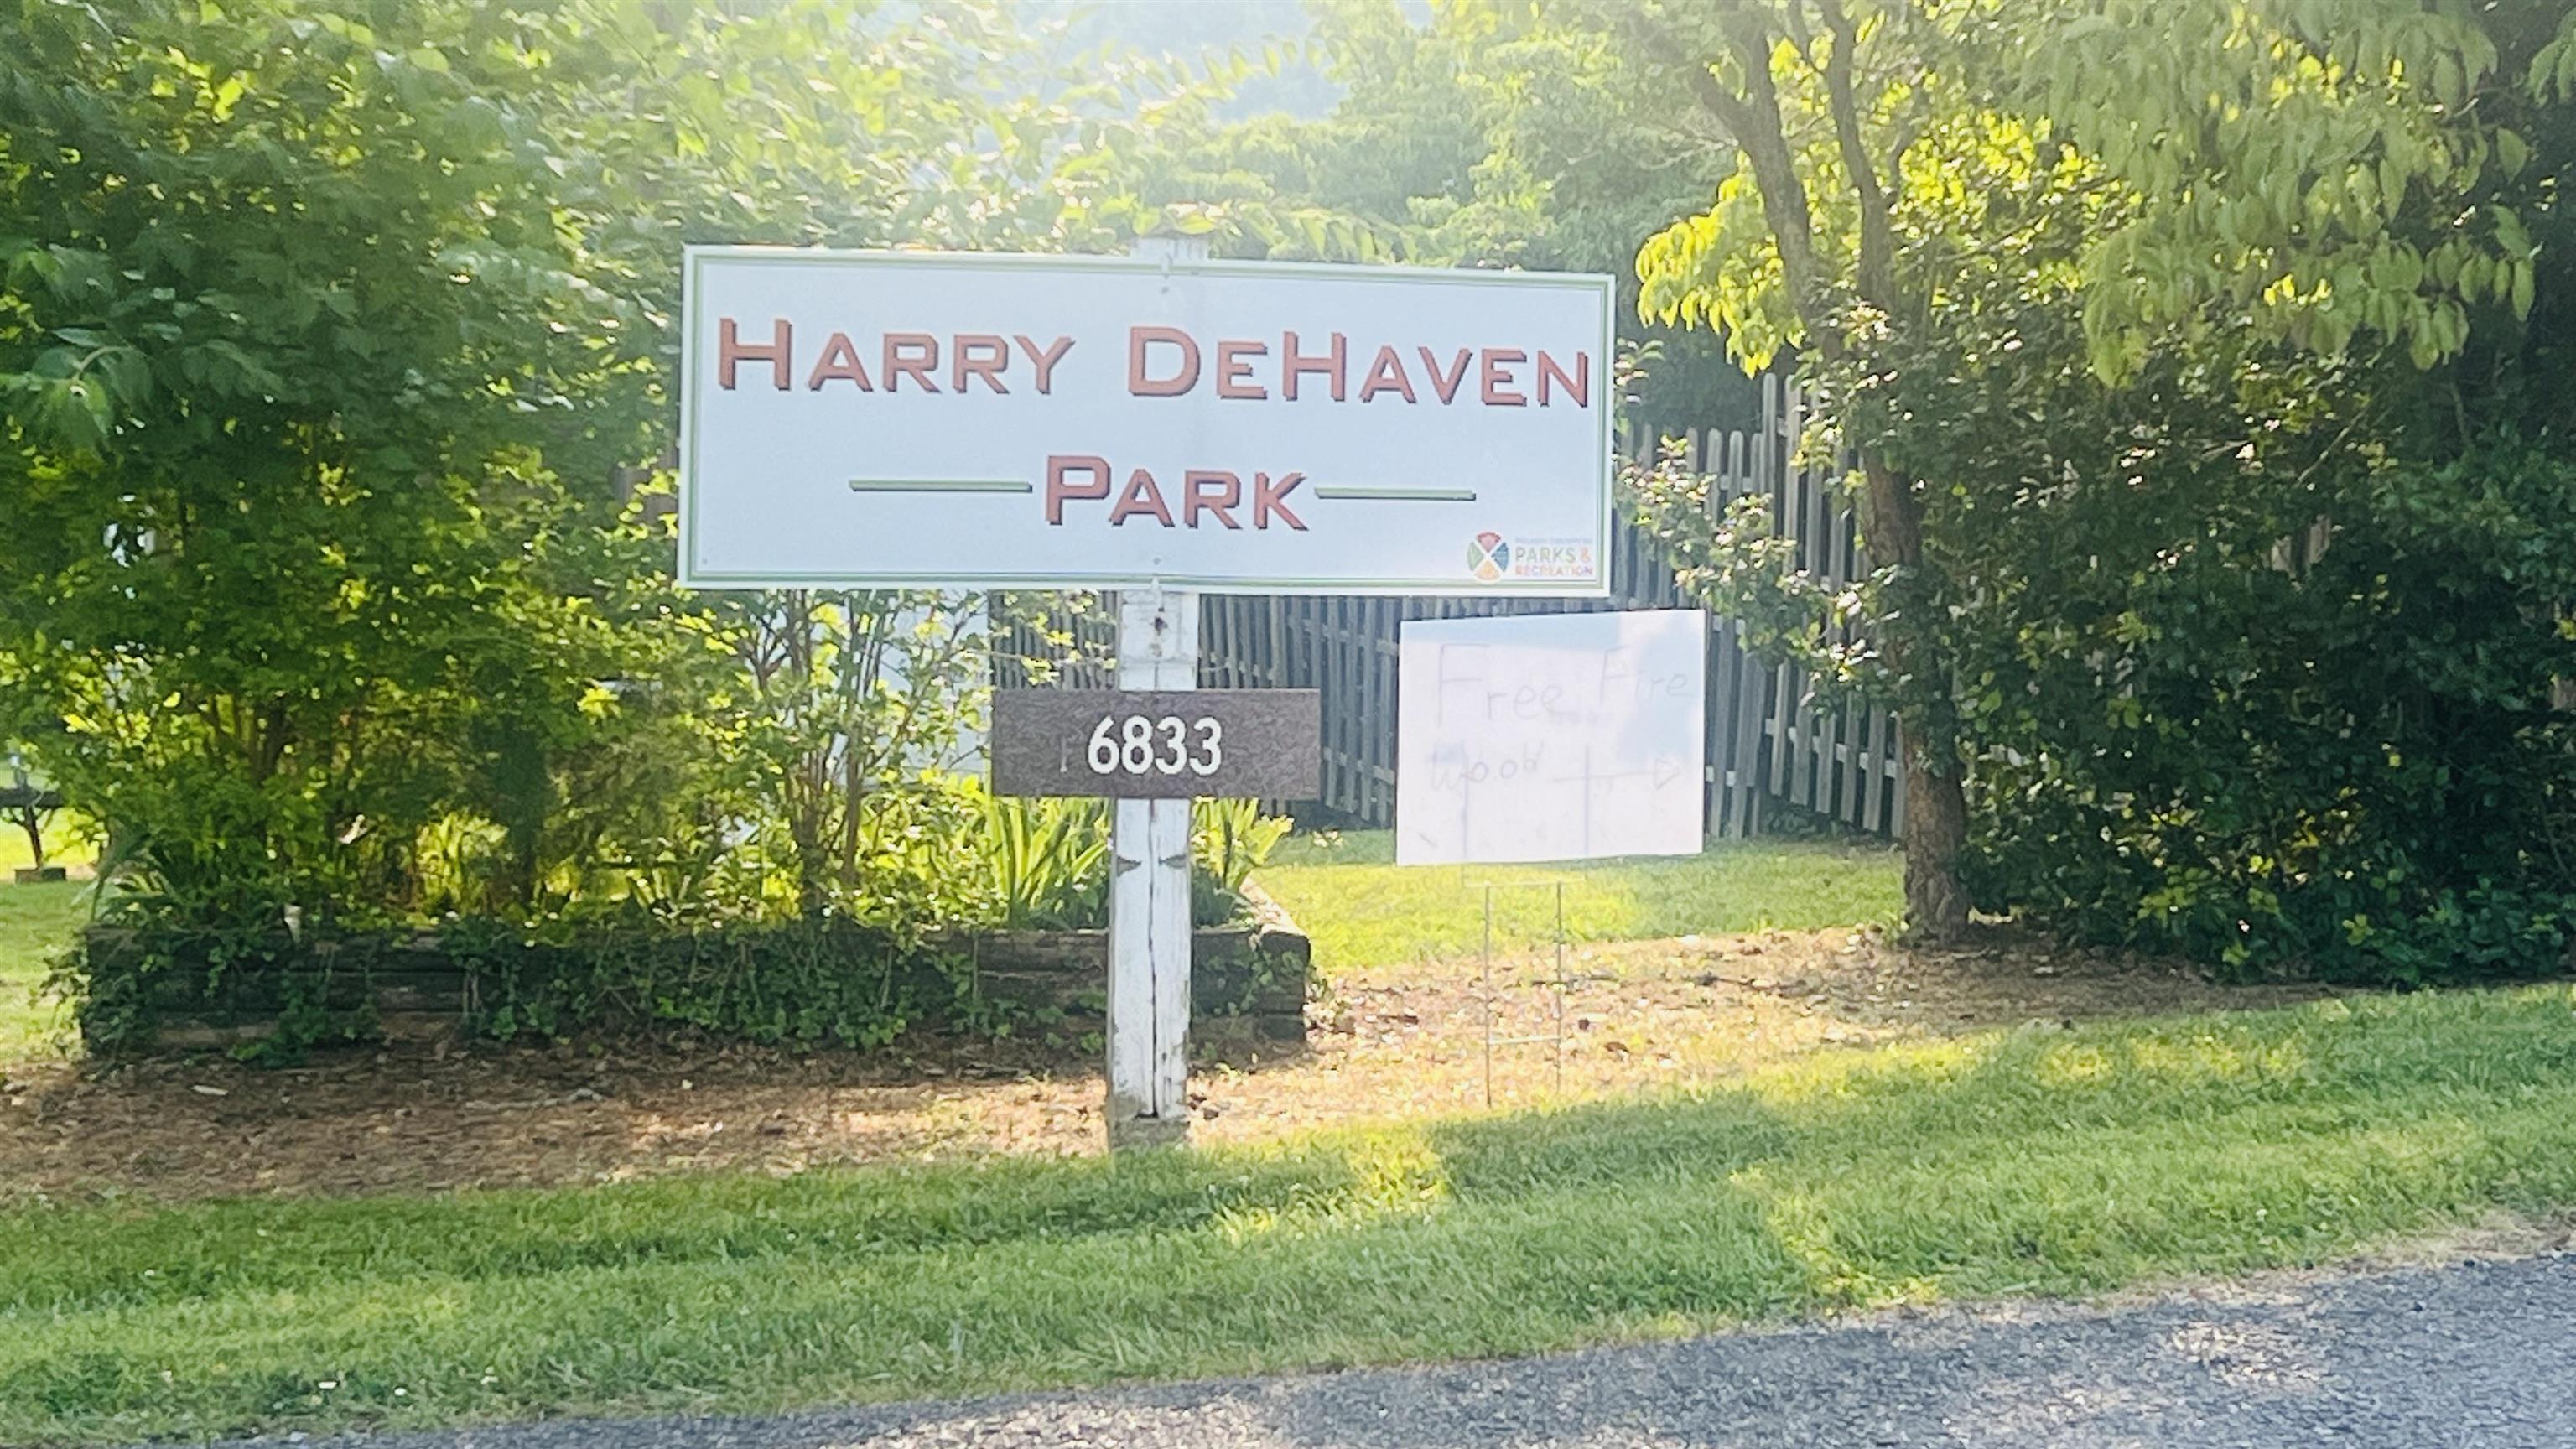 HARRY DEHAVEN
PARK
PARKS &
RECREATION
6833
Free Fire
Wood